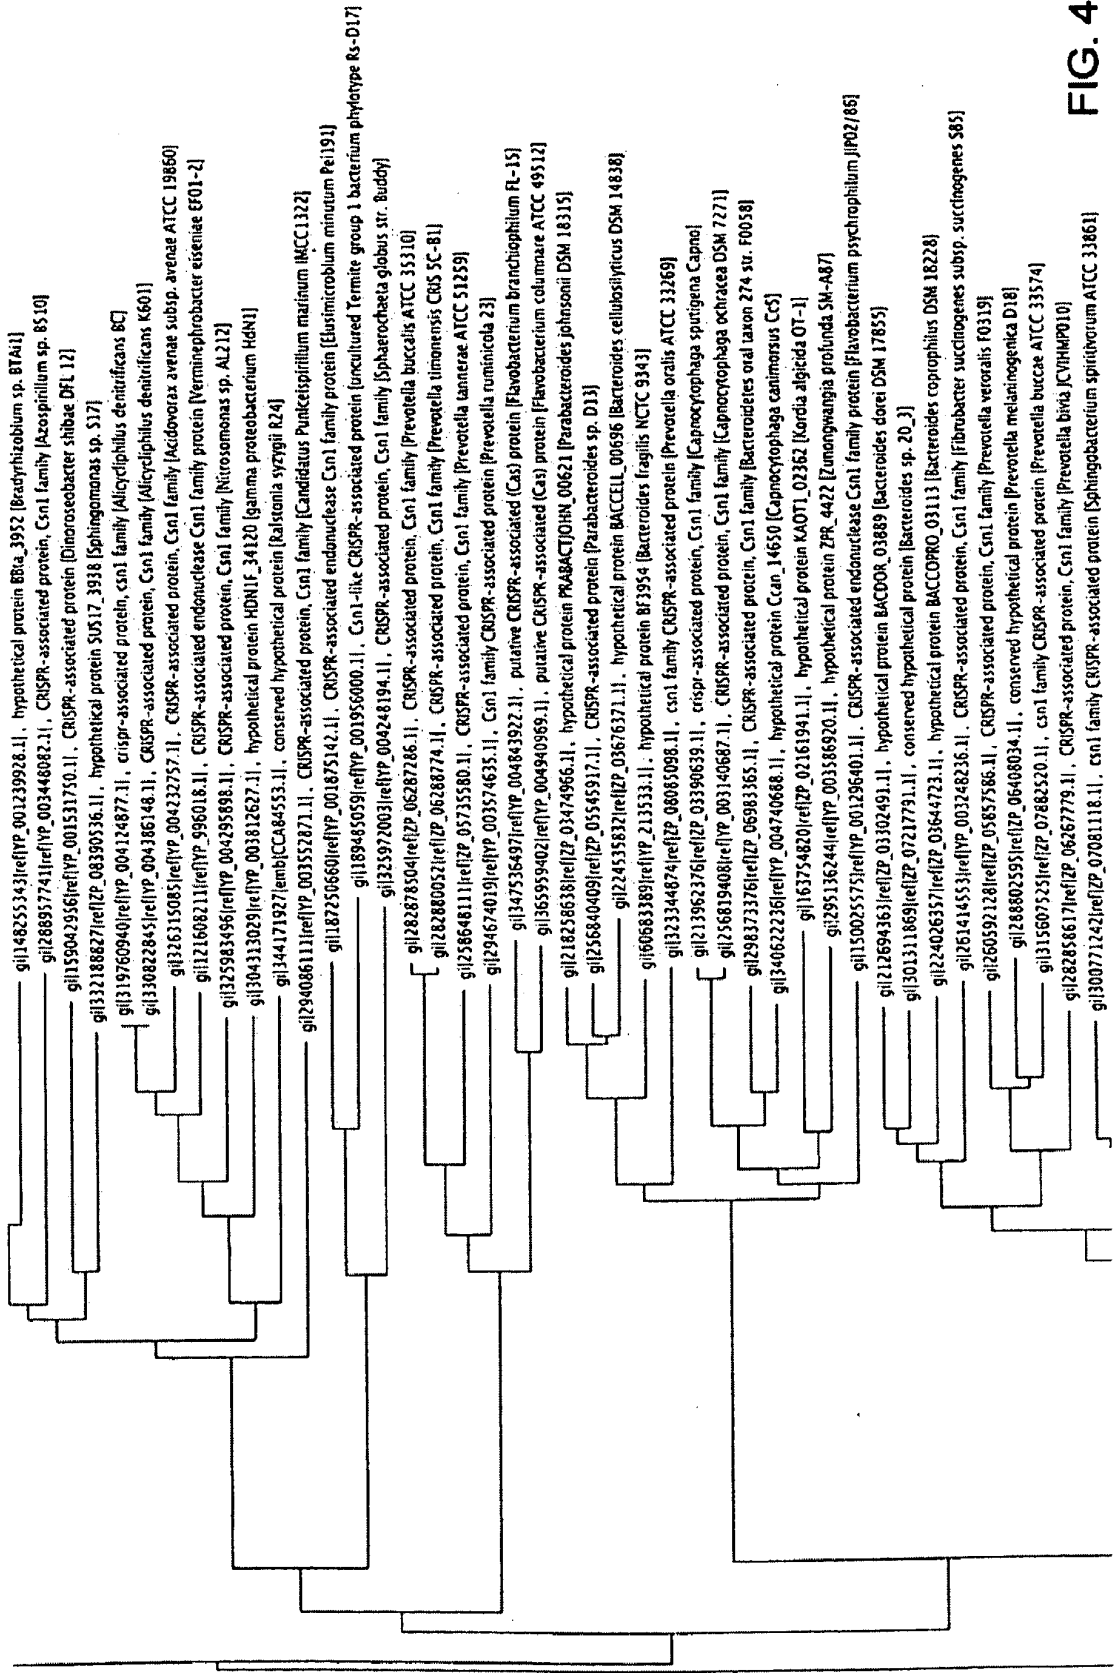 gi|148255343|ref|YP_001239928.1|, hypothetical protein BBta_3952 [Bradyrhizobium sp. BTAi1]
gi|288957741|ref|YP_003448082.1|, CRISPR-associated protein, Csn1 family [Azospirillum sp. B510]
gi|159042956|ref|YP_001531750.1|, CRISPR-associated protein [Dinoroseobacter shibae DFL 12]
gi|332188827|ref|ZP_08390536.1|, hypothetical protein SUS17_3938 [Sphingomonas sp. S17]
gi|319760940|ref|YP_004124877.1|, crispr-associated protein, csn1 family [Alicycliphilus denitrificans BC]
gi|330822845|ref|YP_004386148.1|, CRISPR-associated protein, Csn1 family [Alicycliphilus denitrificans K601]
gi|326315085|ref|YP_004232757.1|, CRISPR-associated protein, Csn1 family [Acidovorax avenae subsp. avenae ATCC 19860]
gi|121608211|ref|YP_996018.1|, CRISPR-associated endonuclease Csn1 family protein [Verminephrobacter eiseniae EF01-2]
gi|325983496|ref|YP_004295898.1|, CRISPR-associated protein, Csn1 family [Nitrosomonas sp. AL212]
gi|304313029|ref|YP_003812627.1|, hypothetical protein HDN1F_34120 [gamma proteobacterium HdN1]
gi|344171927|emb|CCA84553.1|, conserved hypothetical protein [Ralstonia syzygii R24]
gi|294086111|ref|YP_003552871.1|, CRISPR-associated protein, Csn1 family [Candidatus Puniceispirillum marinum IMCC1322]
gi|187250660|ref|YP_001875142.1|, CRISPR-associated endonuclease Csn1 family protein [Elusimicrobium minutum Pei191]
gi|189485059|ref|YP_001956000.1|, Csn1-like CRISPR-associated protein [uncultured Termite group 1 bacterium phylotype Rs-D17]
gi|325972003|ref|YP_004248194.1|, CRISPR-associated protein, Csn1 family [Sphaerochaeta globus str. Buddy]
gi|282878504|ref|ZP_06287286.1|, CRISPR-associated protein, Csn1 family [Prevotella buccalis ATCC 35310]
gi|282880052|ref|ZP_06288774.1|, CRISPR-associated protein, Csn1 family [Prevotella timonensis CRIS 5C-B1]
gi|258648111|ref|ZP_05735580.1|, CRISPR-associated protein, Csn1 family [Prevotella tannerae ATCC 51259]
gi|294674019|ref|YP_003574635.1|, Csn1 family CRISPR-associated protein [Prevotella ruminicola 23]
gi|347536497|ref|YP_004843922.1|, putative CRISPR-associated (Cas) protein [Flavobacterium branchiophilum FL-15]
gi|365959402|ref|YP_004940969.1|, putative CRISPR-associated (Cas) protein [Flavobacterium columnare ATCC 49512]
gi|218258638|ref|ZP_03474966.1|, hypothetical protein PRABACTJOHN_00621 [Parabacteroides johnsonii DSM 18315]
gi|256840409|ref|ZP_05545917.1|, CRISPR-associated protein [Parabacteroides sp. D13]
gi|224535832|ref|ZP_03676371.1|, hypothetical protein BACCELL_00696 [Bacteroides cellulosilyticus DSM 14838]
gi|60683389|ref|YP_213533.1|, hypothetical protein BF3954 [Bacteroides fragilis NCTC 9343]
gi|323344874|ref|ZP_08085098.1|, csn1 family CRISPR-associated protein [Prevotella oralis ATCC 33269]
gi|213962376|ref|ZP_03390639.1|, crispr-associated protein, Csn1 family [Capnocytophaga sputigena Capno]
gi|256819408|ref|YP_003140687.1|, CRISPR-associated protein, Csn1 family [Capnocytophaga ochracea DSM 7271]
gi|298373376|ref|ZP_06983365.1|, CRISPR-associated protein, Csn1 family [Bacteroidetes oral taxon 274 str. F0058]
gi|340622236|ref|YP_004740688.1|, hypothetical protein Ccan_14650 [Capnocytophaga canimorsus Cc5]
gi|163754820|ref|ZP_02161941.1|, hypothetical protein KAOT1_02362 [Kordia algicida OT-1]
gi|295136244|ref|YP_003586920.1|, hypothetical protein ZPR_4422 [Zunongwangia profunda SM-A87]
gi|150025575|ref|YP_001296401.1|, CRISPR-associated endonuclease Csn1 family protein [Flavobacterium psychrophilum JIP02/86]
gi|212694363|ref|ZP_03302491.1|, hypothetical protein BACDOR_03889 [Bacteroides dorei DSM 17855]
gi|301311869|ref|ZP_07217791.1|, conserved hypothetical protein [Bacteroides sp. 20_3]
gi|224026357|ref|ZP_03644723.1|, hypothetical protein BACCOPRO_03113 [Bacteroides coprophilus DSM 18228]
gi|261414553|ref|YP_003248236.1|, CRISPR-associated protein, Csn1 family [Fibrobacter succinogenes subsp. succinogenes S85]
gi|260592128|ref|ZP_05857586.1|, CRISPR-associated protein, Csn1 family [Prevotella veroralis F0319]
gi|288802595|ref|ZP_06408034.1|, conserved hypothetical protein [Prevotella melaninogenica D18]
gi|315607525|ref|ZP_07882520.1|, csn1 family CRISPR-associated protein [Prevotella buccae ATCC 33574]
gi|282858617|ref|ZP_06267779.1|, CRISPR-associated protein, Csn1 family [Prevotella bivia JCVIHMP010]
gi|300771242|ref|ZP_07081118.1|, csn1 family CRISPR-associated protein [Sphingobacterium spiritivorum ATCC 33861]
FIG. 4